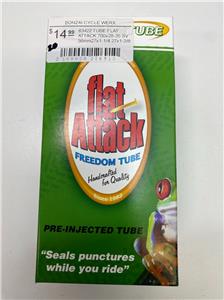 BONZAI CYCLE WERX
$14.99
63422 TUBE FLAT
ATTACK 700x28-35 SV
TUBE
flat
Attack
FREEDOM TUBE
Handcrafted
for Quality
PRE-INJECTED TUBE
"Seals punctures
while you ride"